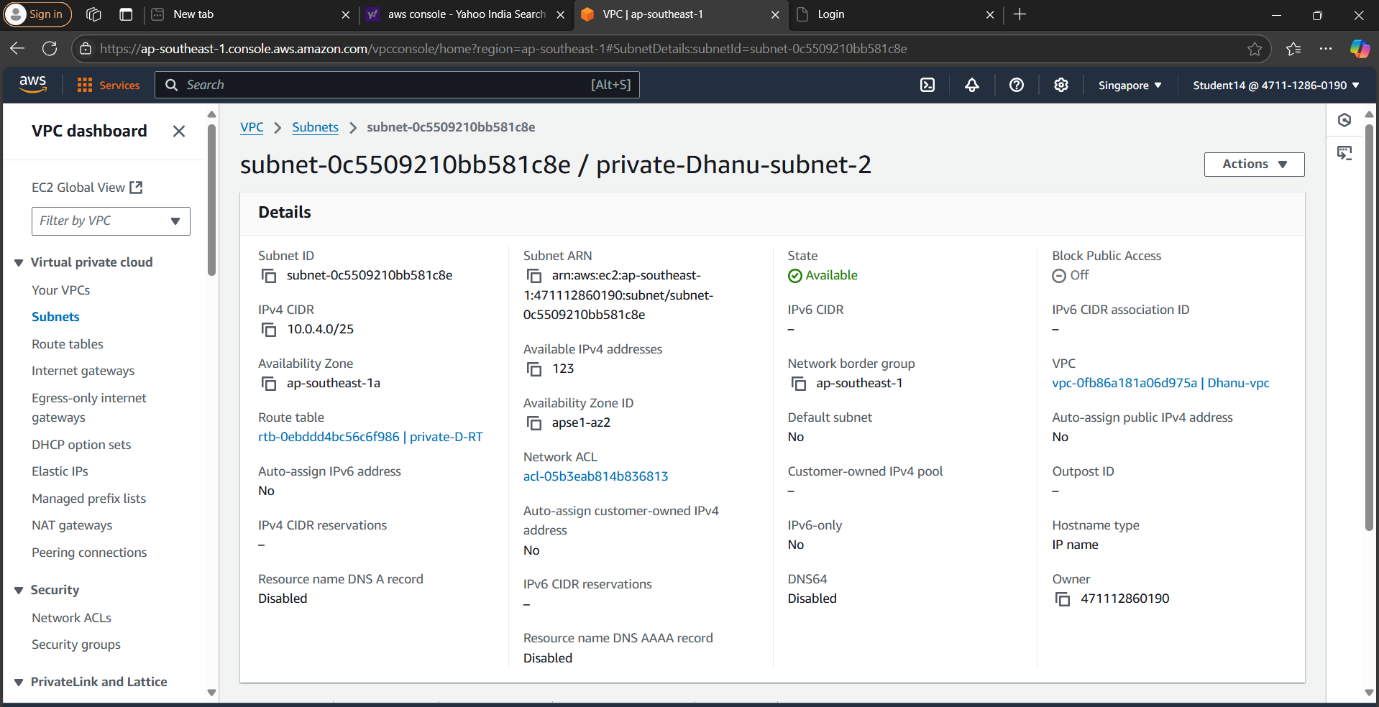 Sign in
New tab
aws console - Yahoo India Search
VPC | ap-southeast-1
Login
https://ap-southeast-1.console.aws.amazon.com/vpcconsole/home?region=ap-southeast-1#SubnetDetails:subnetId=subnet-0c5509210bb581c8e
aws
Services
Search
[Alt+S]
Singapore
Student14 @ 4711-1286-0190
VPC dashboard
EC2 Global View
Filter by VPC
Virtual private cloud
Your VPCs
Subnets
Route tables
Internet gateways
Egress-only internet
gateways
DHCP option sets
Elastic IPs
Managed prefix lists
NAT gateways
Peering connections
Security
Network ACLs
Security groups
PrivateLink and Lattice
VPC > Subnets > subnet-0c5509210bb581c8e
subnet-0c5509210bb581c8e / private-Dhanu-subnet-2
Actions
Details
Subnet ID
subnet-0c5509210bb581c8e
IPv4 CIDR
10.0.4.0/25
Availability Zone
ap-southeast-1a
Route table
rtb-0ebddd4bc56c6f986 | private-D-RT
Auto-assign IPv6 address
No
IPv4 CIDR reservations
–
Resource name DNS A record
Disabled
Subnet ARN
arn:aws:ec2:ap-southeast-
1:471112860190:subnet/subnet-
0c5509210bb581c8e
Available IPv4 addresses
123
Availability Zone ID
apse1-az2
Network ACL
acl-05b3eab814b836813
Auto-assign customer-owned IPv4
address
No
IPv6 CIDR reservations
–
Resource name DNS AAAA record
Disabled
State
Available
IPv6 CIDR
–
Network border group
ap-southeast-1
Default subnet
No
Customer-owned IPv4 pool
–
IPv6-only
No
DNS64
Disabled
Block Public Access
Off
IPv6 CIDR association ID
–
VPC
vpc-0fb86a181a06d975a | Dhanu-vpc
Auto-assign public IPv4 address
No
Outpost ID
–
Hostname type
IP name
Owner
471112860190